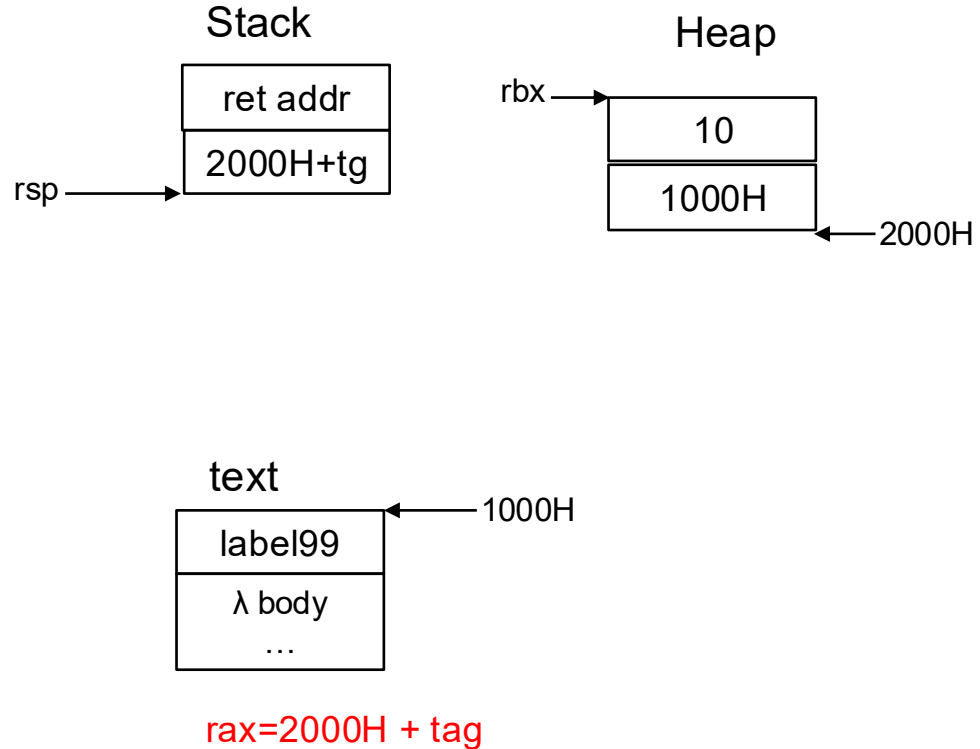 Stack
ret addr
2000H+tg
rsp
Heap
rbx
10
1000H
2000H
text
1000H
label99
λ body
...
rax=2000H + tag